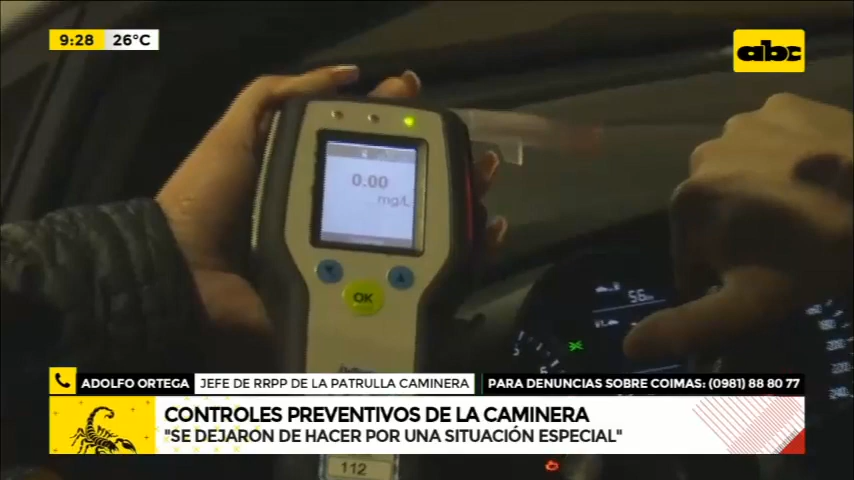 9:28 26°C
abc
0.00
mg/L
OK
56
ADOLFO ORTEGA JEFE DE RRPP DE LA PATRULLA CAMINERA PARA DENUNCIAS SOBRE COIMAS: (0981) 88 80 77
CONTROLES PREVENTIVOS DE LA CAMINERA
"SE DEJARON DE HACER POR UNA SITUACIÓN ESPECIAL"
112